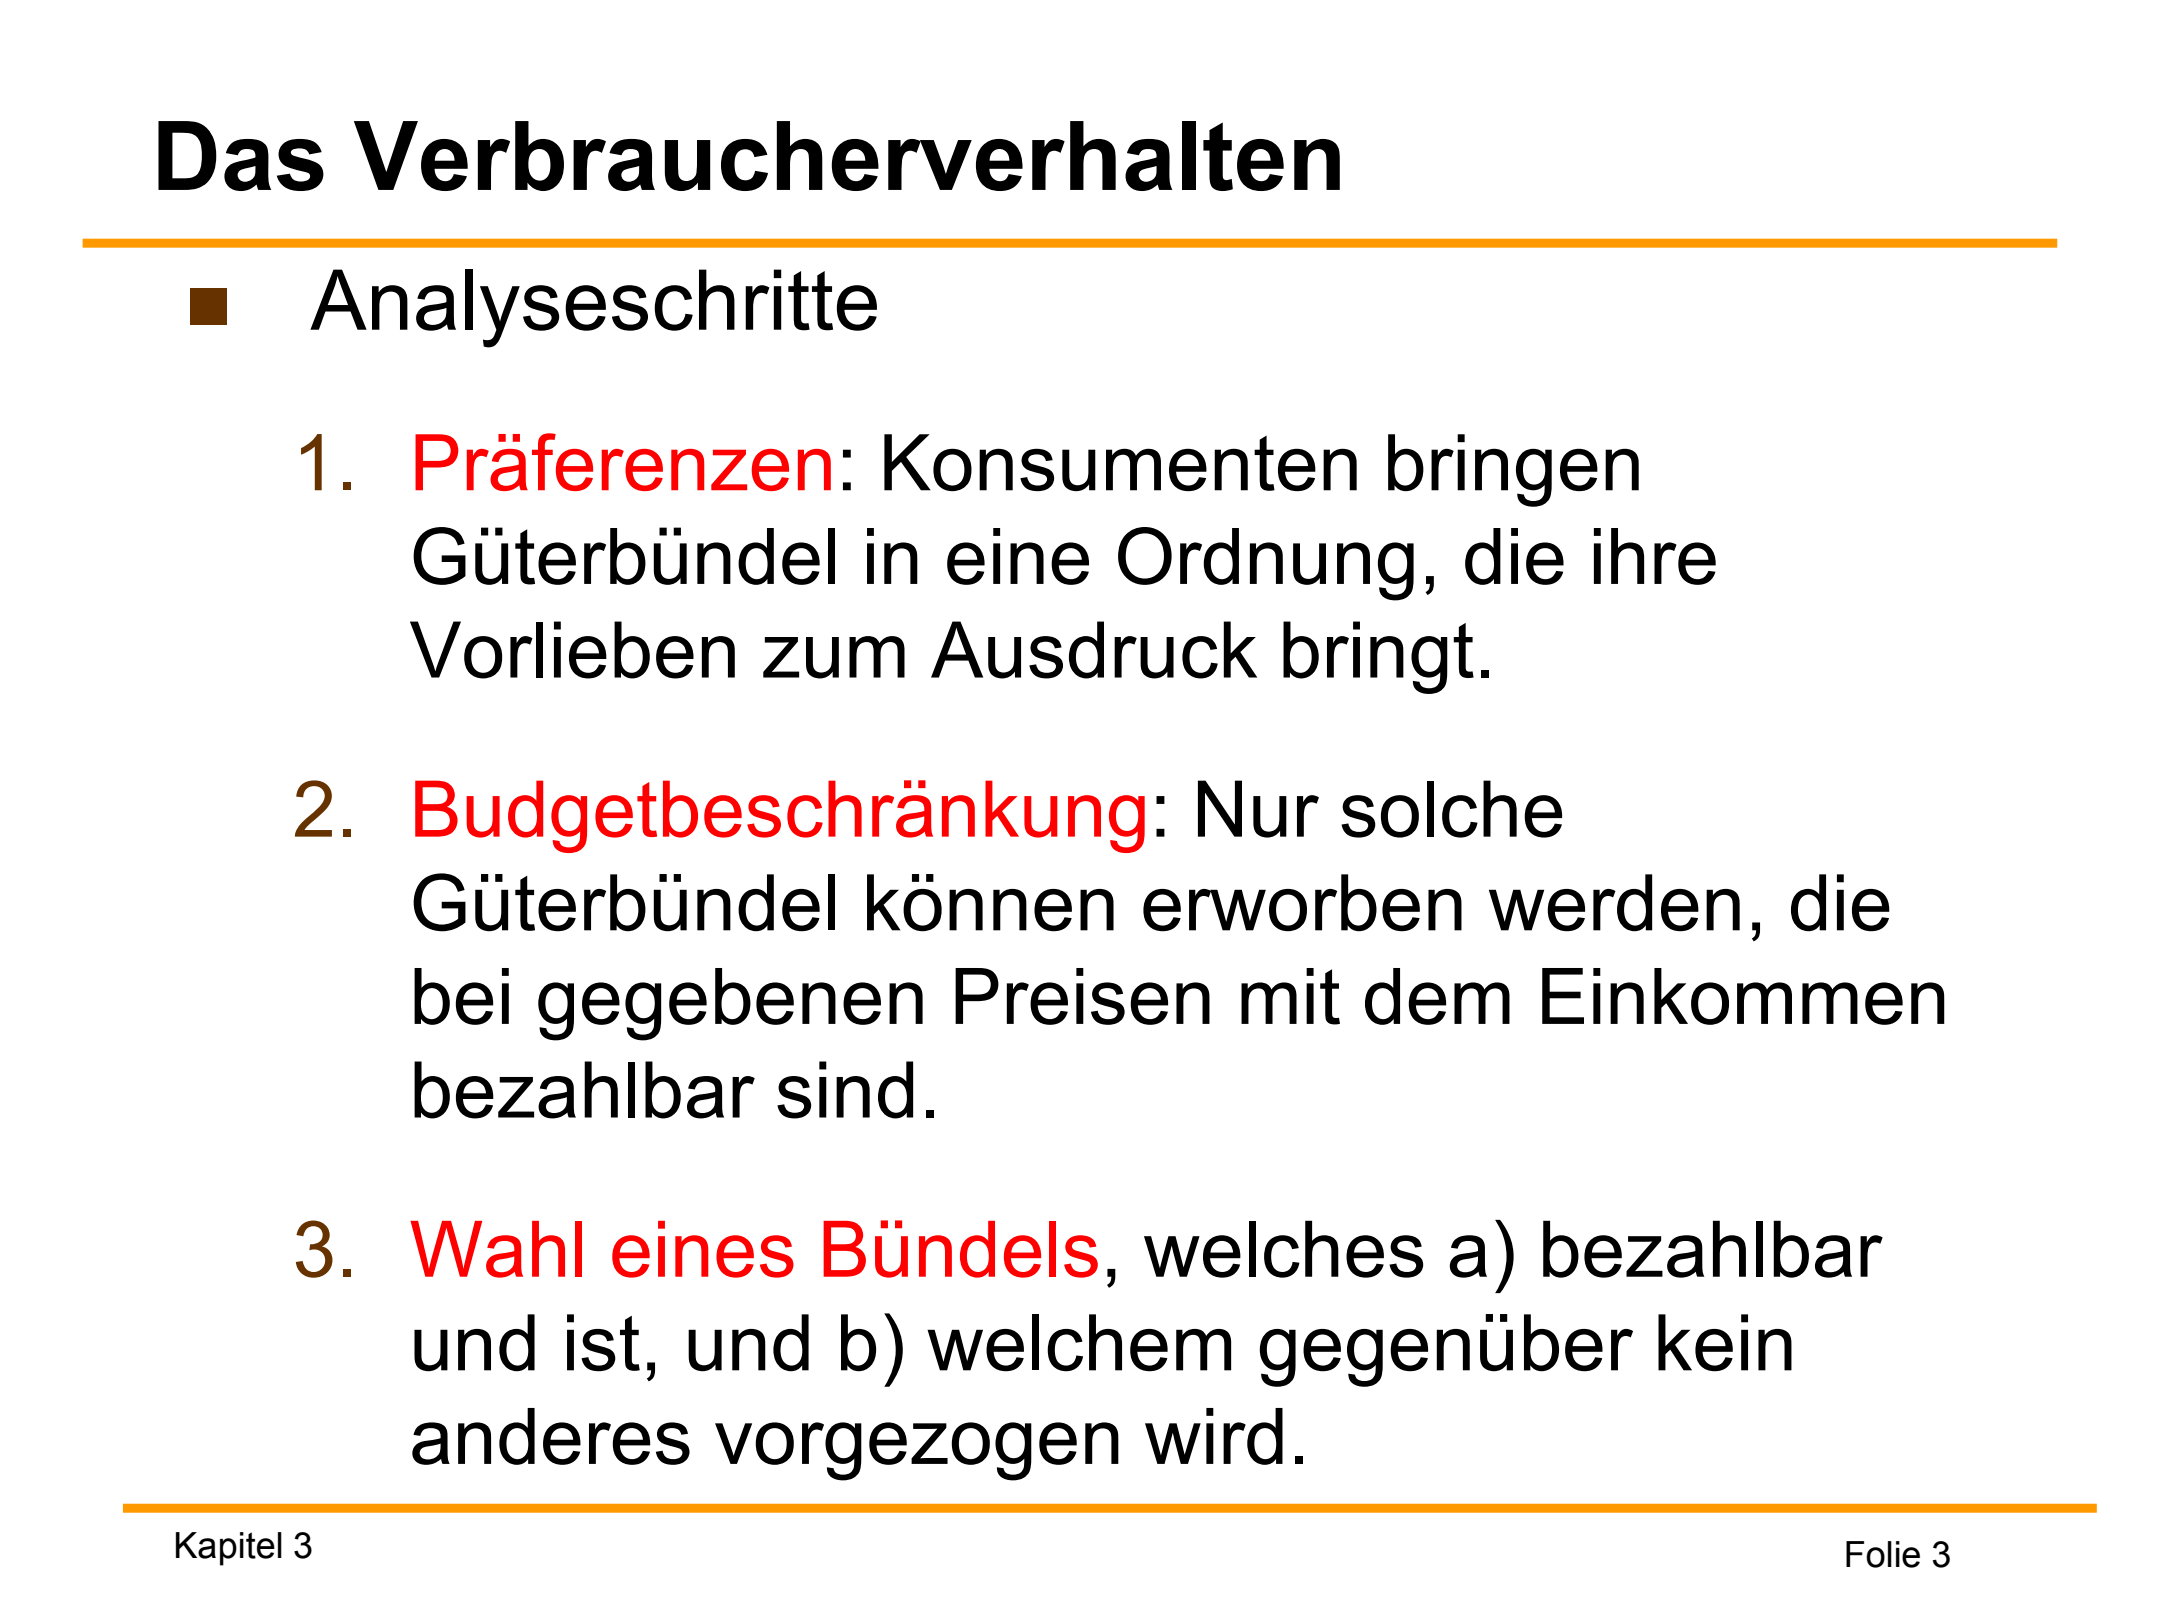 Das Verbraucherverhalten
Analyseschritte
1. Präferenzen: Konsumenten bringen
Güterbündel in eine Ordnung, die ihre
Vorlieben zum Ausdruck bringt.
2. Budgetbeschränkung: Nur solche
Güterbündel können erworben werden, die
bei gegebenen Preisen mit dem Einkommen
bezahlbar sind.
3. Wahl eines Bündels, welches a) bezahlbar
und ist, und b) welchem gegenüber kein
anderes vorgezogen wird.
Kapitel 3
Folie 3